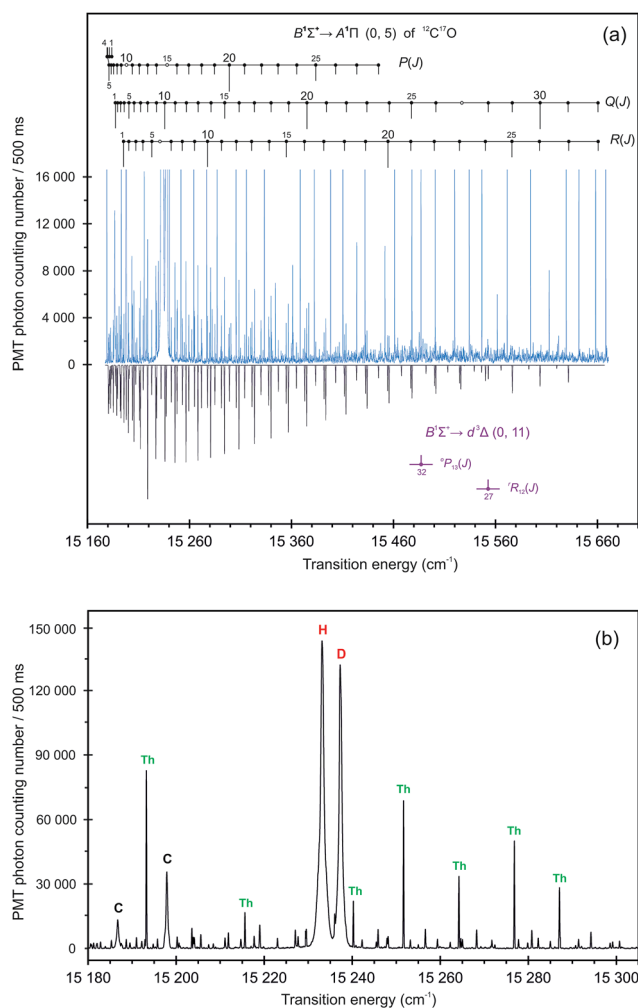 B¹Σ⁺→ A¹Π (0, 5) of ¹²C¹⁷O
(a)
4 1
10 15 20 25 P(J)
5
1 5 10 15 20 25 30 Q(J)
1 5 10 15 20 25 R(J)
PMT photon counting number / 500 ms
16 000
12 000
8 000
4 000
0
B¹Σ⁺→ d³Δ (0, 11)
ᵒP₁₃(J)
32
ʳR₁₂(J)
27
15 160 15 260 15 360 15 460 15 560 15 660
Transition energy (cm⁻¹)
(b)
PMT photon counting number / 500 ms
150 000
120 000
90 000
60 000
30 000
0
H
D
Th
Th
C
Th
Th
Th
C
Th
Th
15 180 15 200 15 220 15 240 15 260 15 280 15 300
Transition energy (cm⁻¹)